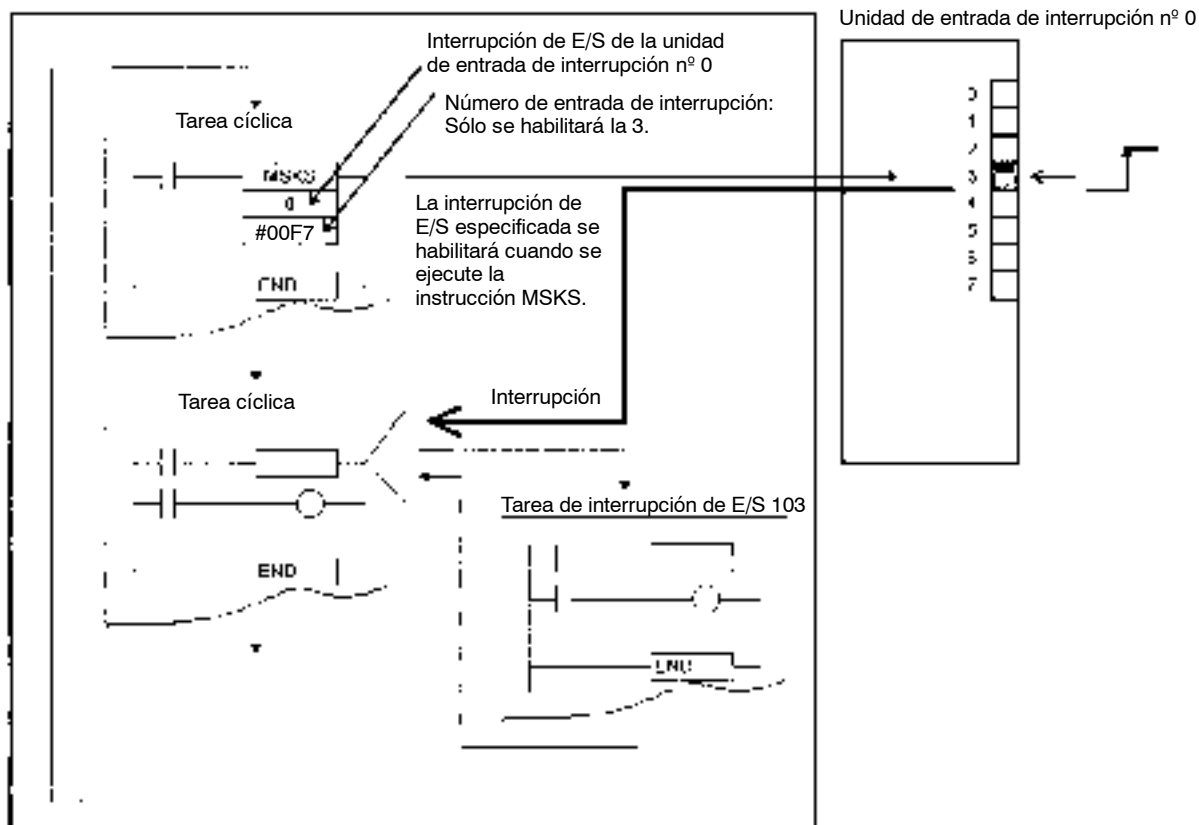 Unidad de entrada de interrupción nº 0
Interrupción de E/S de la unidad
de entrada de interrupción nº 0
Número de entrada de interrupción:
Sólo se habilitará la 3.
Tarea cíclica
MSKS
0
#00F7
La interrupción de
E/S especificada se
habilitará cuando se
ejecute la
instrucción MSKS.
END
0
1
2
3
4
5
6
7
Tarea cíclica
Interrupción
END
Tarea de interrupción de E/S 103
END